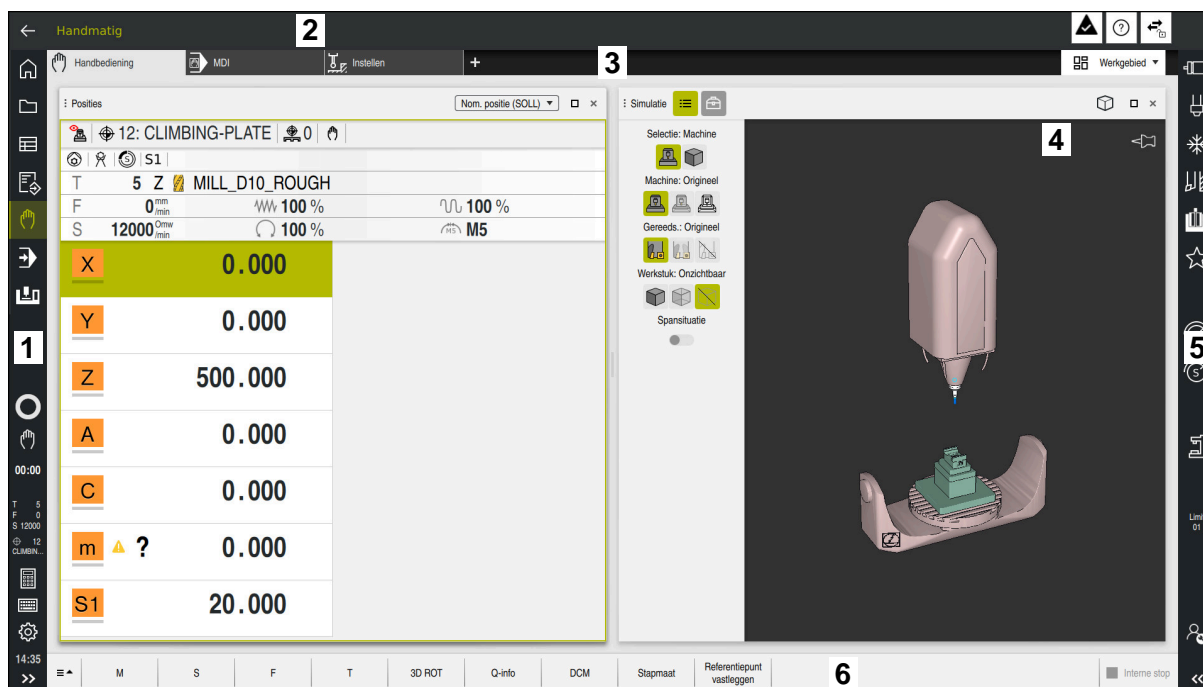 Handmatig
2
Handbediening
MDI
Instellen
+
3
Werkgebied
Posities
Nom. positie (SOLL)
12: CLIMBING-PLATE
0
S S1
T 5 Z MILL_D10_ROUGH
F 0 mm/min 100 % 100 %
S 12000 Omw/min 100 % MS M5
X 0.000
Y 0.000
Z 500.000
A 0.000
C 0.000
m ? 0.000
S1 20.000
Simulatie
4
Selectie: Machine
Machine: Origineel
Gereeds.: Origineel
Werkstuk: Onzichtbaar
Spansituatie
1
00:00
T 5
F 0
S 12000
12
CLIMBIN...
14:35
5
S
Limi
01
M
S
F
T
3D ROT
Q-info
DCM
Stapmaat
Referentiepunt
vastleggen
6
Interne stop